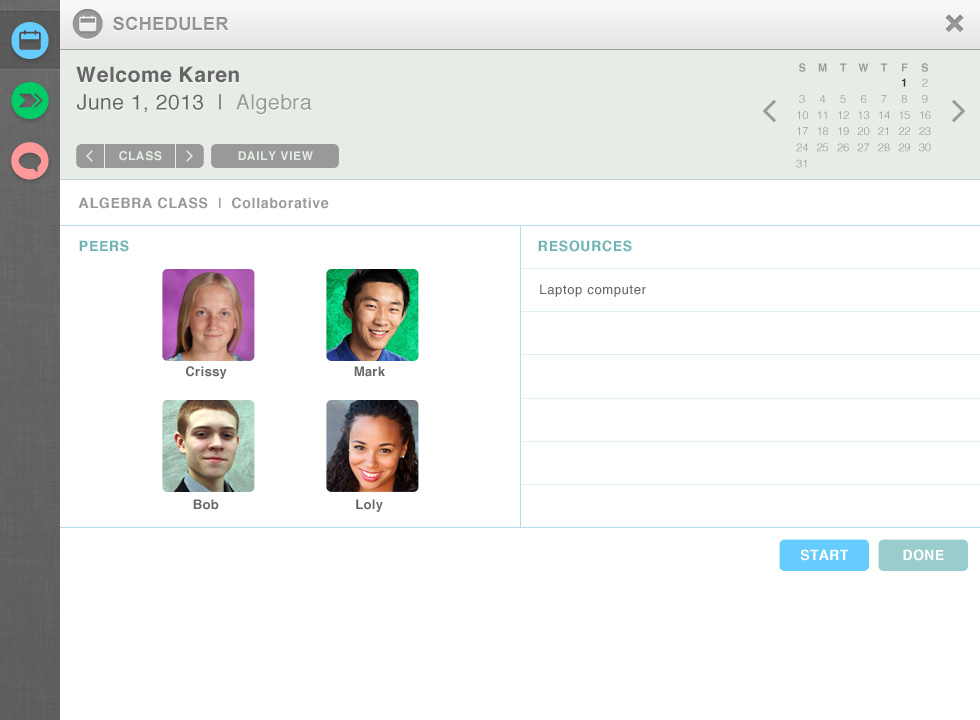 SCHEDULER
Welcome Karen
June 1, 2013 | Algebra
CLASS
DAILY VIEW
S M T W T F S
1 2
3 4 5 6 7 8 9
10 11 12 13 14 15 16
17 18 19 20 21 22 23
24 25 26 27 28 29 30
31
ALGEBRA CLASS | Collaborative
PEERS
Crissy
Mark
Bob
Loly
RESOURCES
Laptop computer
START
DONE